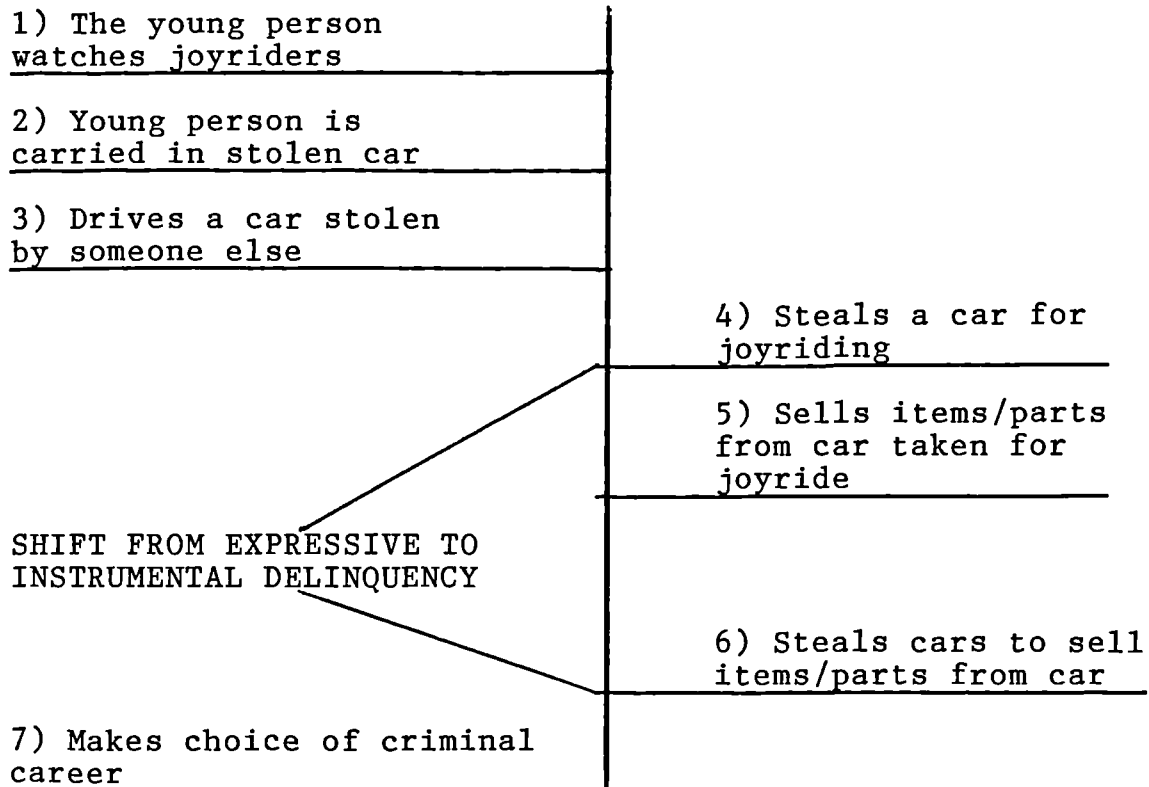 1) The young person
watches joyriders
2) Young person is
carried in stolen car
3) Drives a car stolen
by someone else
4) Steals a car for
joyriding
5) Sells items/parts
from car taken for
joyride
SHIFT FROM EXPRESSIVE TO
INSTRUMENTAL DELINQUENCY
6) Steals cars to sell
items/parts from car
7) Makes choice of criminal
career